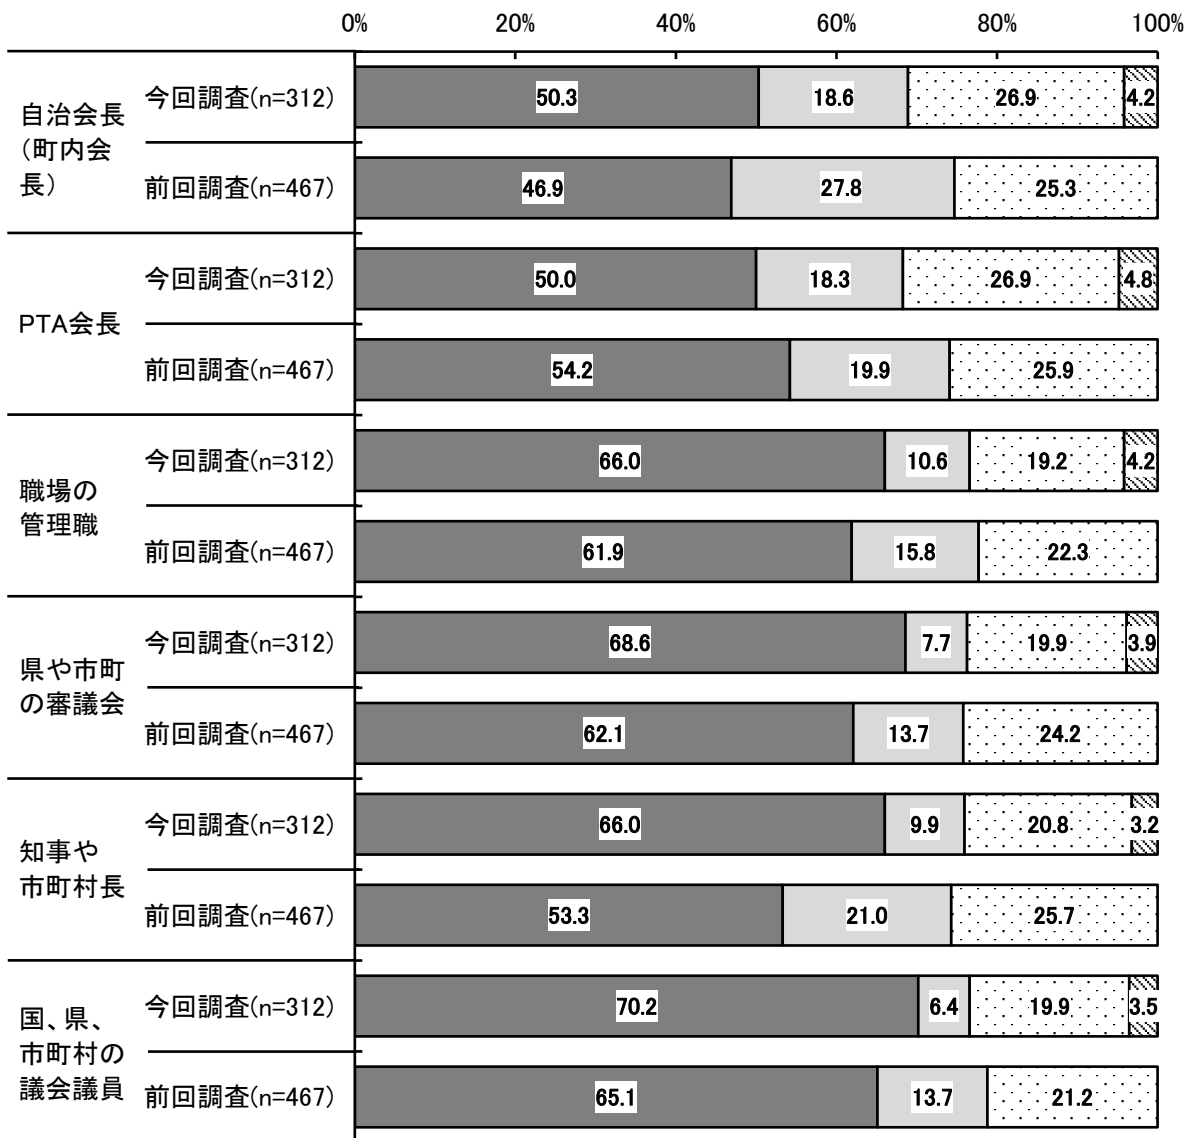 0% 20% 40% 60% 80% 100%
自治会長
(町内会
長)
今回調査(n=312) 50.3 18.6 26.9 4.2
前回調査(n=467) 46.9 27.8 25.3
PTA会長
今回調査(n=312) 50.0 18.3 26.9 4.8
前回調査(n=467) 54.2 19.9 25.9
職場の
管理職
今回調査(n=312) 66.0 10.6 19.2 4.2
前回調査(n=467) 61.9 15.8 22.3
県や市町
の審議会
今回調査(n=312) 68.6 7.7 19.9 3.9
前回調査(n=467) 62.1 13.7 24.2
知事や
市町村長
今回調査(n=312) 66.0 9.9 20.8 3.2
前回調査(n=467) 53.3 21.0 25.7
国、県、
市町村の
議会議員
今回調査(n=312) 70.2 6.4 19.9 3.5
前回調査(n=467) 65.1 13.7 21.2